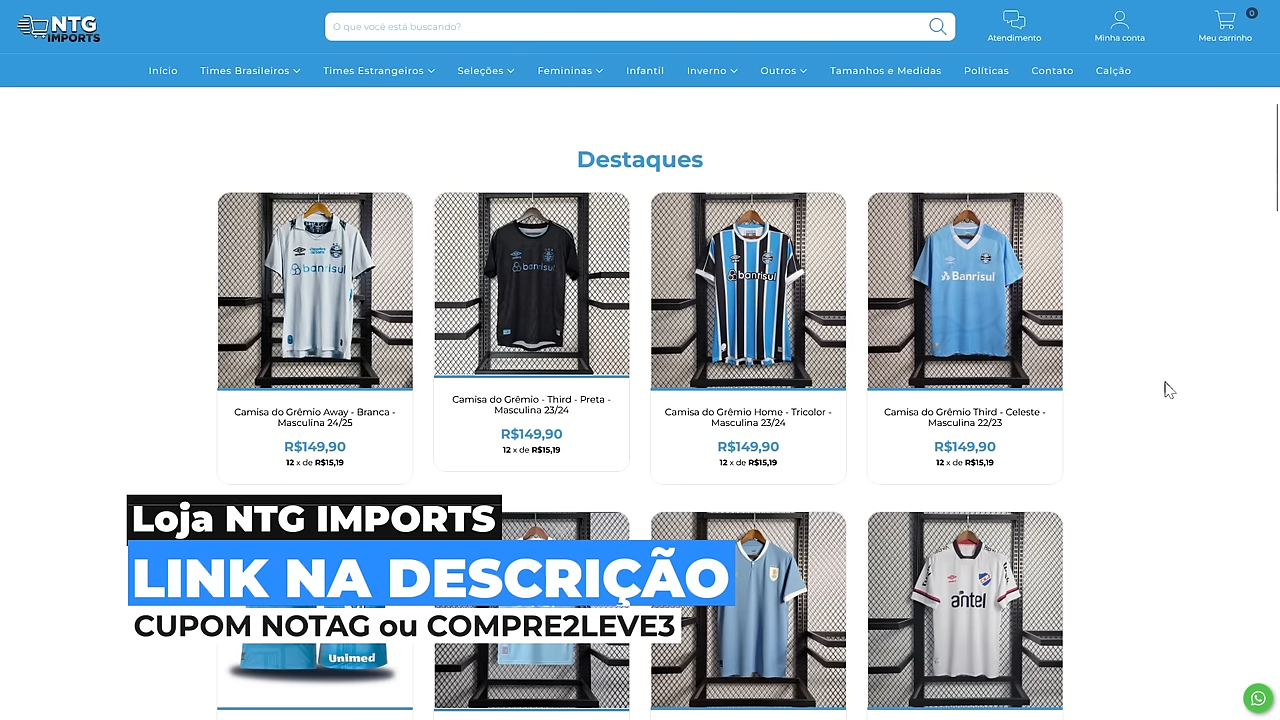 NTG
IMPORTS
O que você está buscando?
Atendimento
Minha conta
0
Meu carrinho
Início
Times Brasileiros
Times Estrangeiros
Seleções
Femininas
Infantil
Inverno
Outros
Tamanhos e Medidas
Políticas
Contato
Calção
Destaques
banrisul
banrisul
banrisul
Banrisul
Camisa do Grêmio Away - Branca -
Masculina 24/25
R$149,90
12 x de R$15,19
Camisa do Grêmio - Third - Preta -
Masculina 23/24
R$149,90
12 x de R$15,19
Camisa do Grêmio Home - Tricolor -
Masculina 23/24
R$149,90
12 x de R$15,19
Camisa do Grêmio Third - Celeste -
Masculina 22/23
R$149,90
12 x de R$15,19
Loja NTG IMPORTS
LINK NA DESCRIÇÃO
CUPOM NOTAG ou COMPRE2LEVE3
Unimed
antel